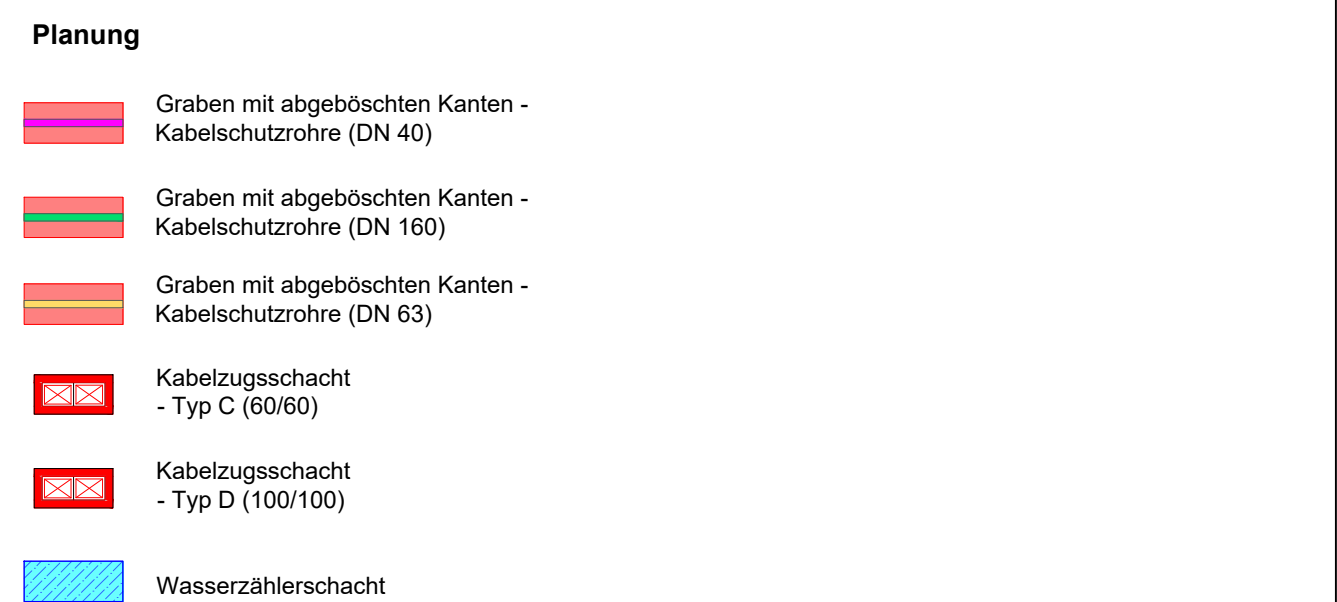 Planung
Graben mit abgeböschten Kanten -
Kabelschutzrohre (DN 40)
Graben mit abgeböschten Kanten -
Kabelschutzrohre (DN 160)
Graben mit abgeböschten Kanten -
Kabelschutzrohre (DN 63)
Kabelzugsschacht
- Typ C (60/60)
Kabelzugsschacht
- Typ D (100/100)
Wasserzählerschacht